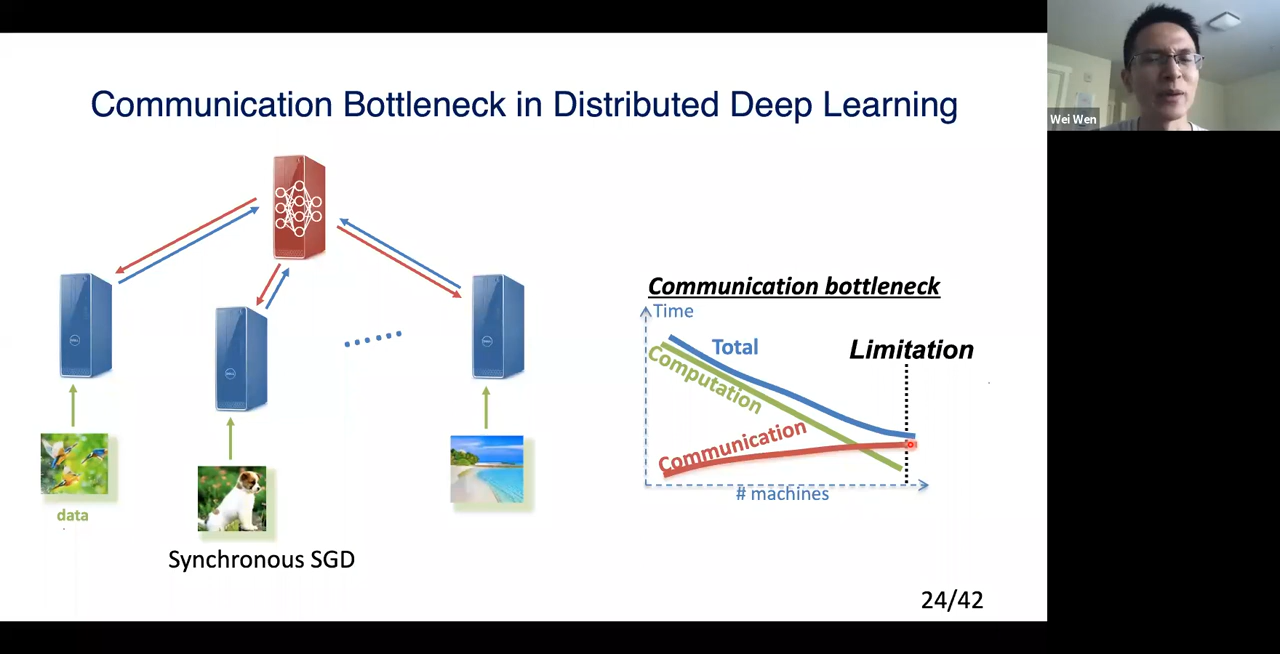 Communication Bottleneck in Distributed Deep Learning
Wei Wen
Communication bottleneck
Time
Total
Limitation
Computation
Communication
# machines
data
Synchronous SGD
24/42